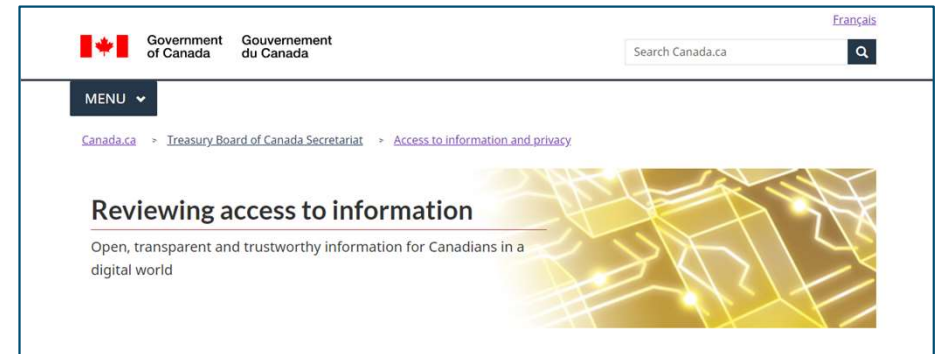 Français
Government of Canada
Gouvernement du Canada
Search Canada.ca
MENU
Canada.ca > Treasury Board of Canada Secretariat > Access to information and privacy
Reviewing access to information
Open, transparent and trustworthy information for Canadians in a
digital world